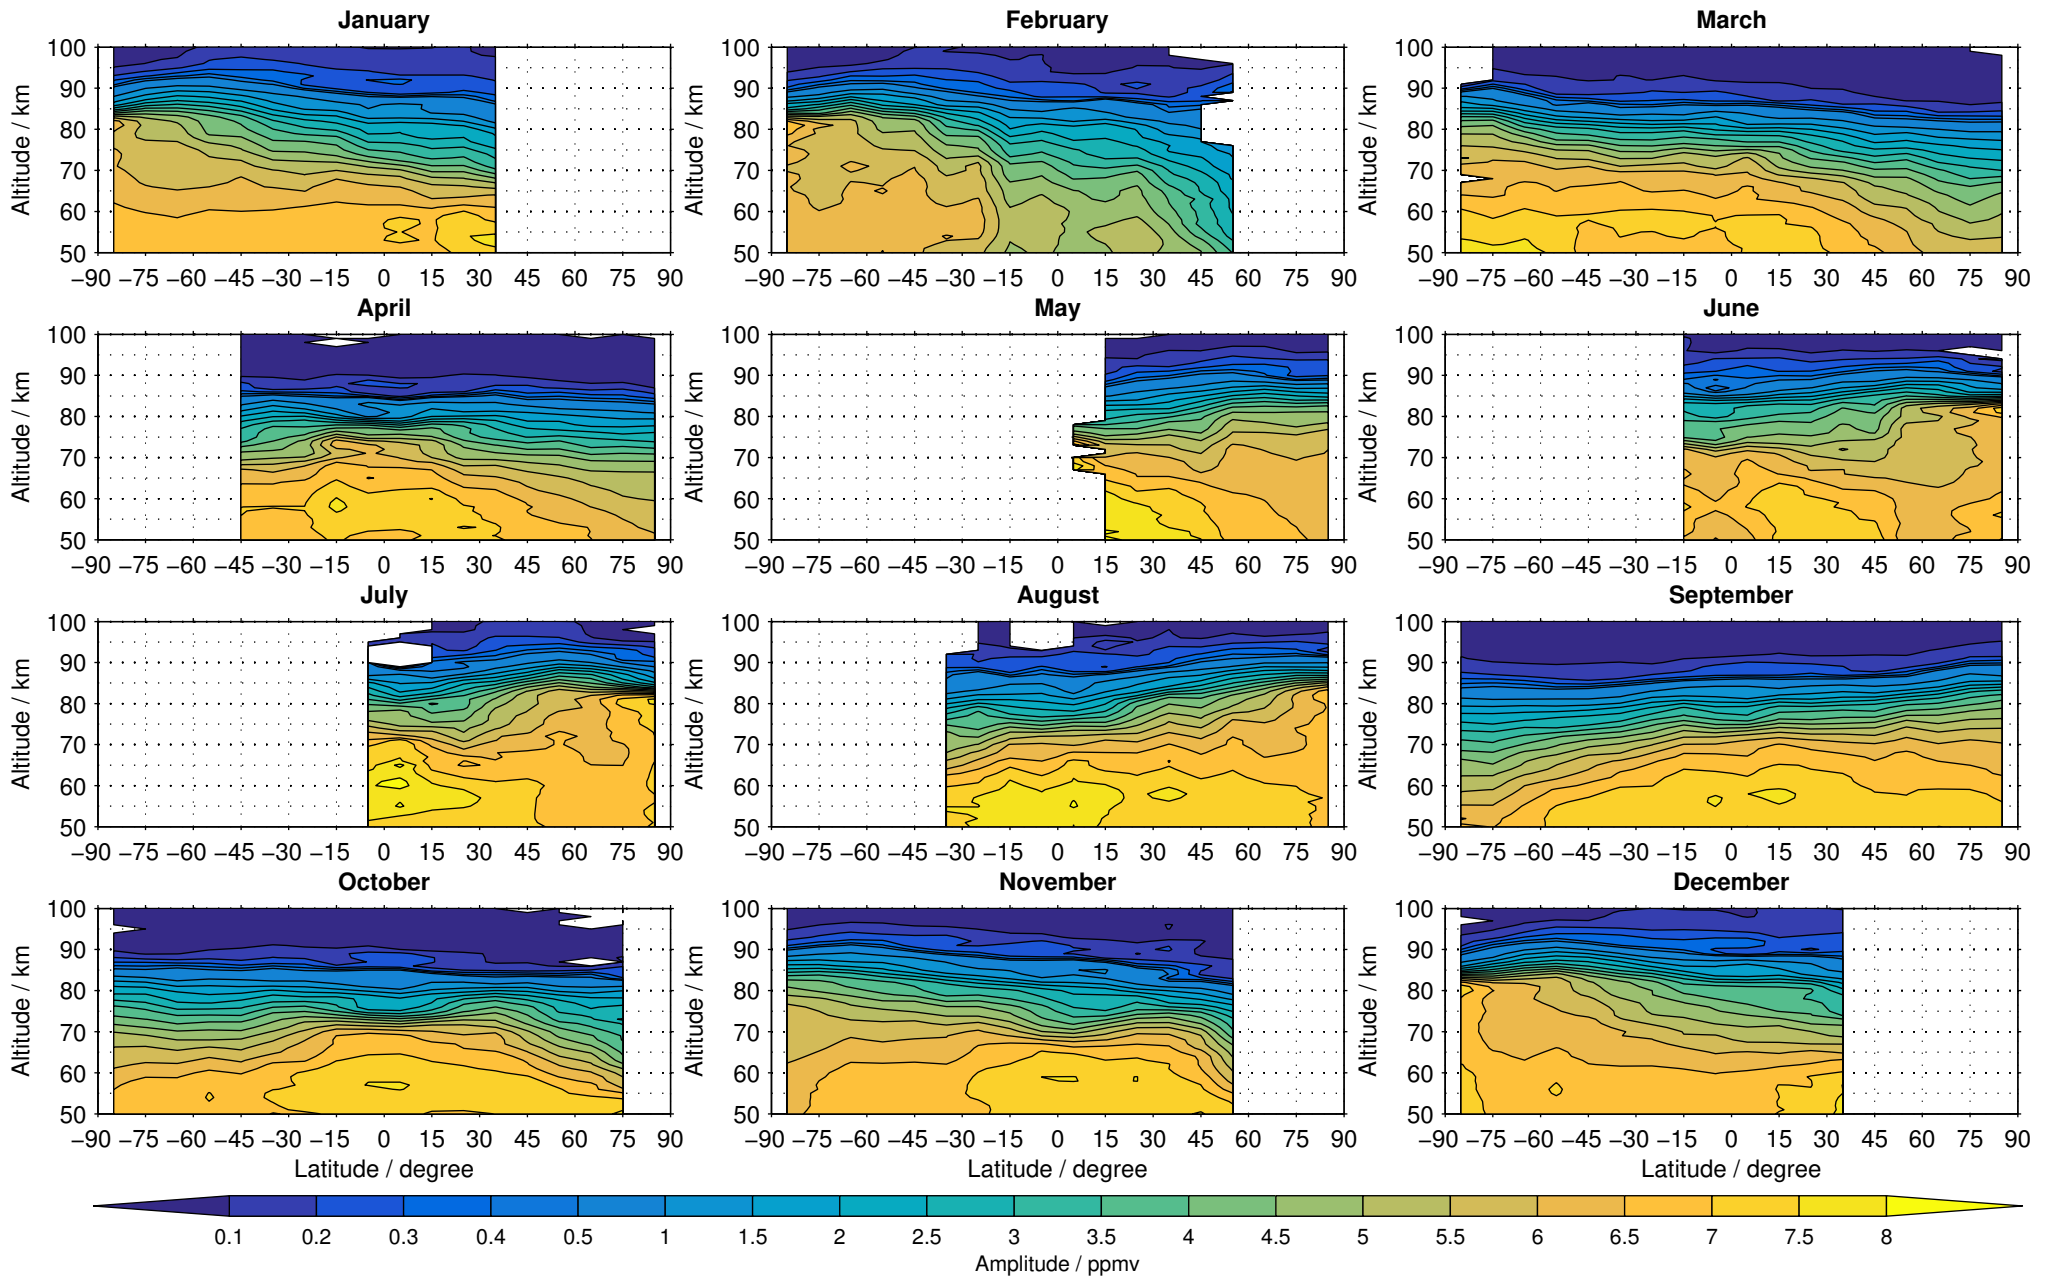 January February March
100 100 100
90 90 90
80 80 80
70 70 70
60 60 60
50 50 50
Altitude / km Altitude / km Altitude / km
−90 −75 −60 −45 −30 −15 0 15 30 45 60 75 90 −90 −75 −60 −45 −30 −15 0 15 30 45 60 75 90 −90 −75 −60 −45 −30 −15 0 15 30 45 60 75 90
April May June
100 100 100
90 90 90
80 80 80
70 70 70
60 60 60
50 50 50
Altitude / km Altitude / km Altitude / km
−90 −75 −60 −45 −30 −15 0 15 30 45 60 75 90 −90 −75 −60 −45 −30 −15 0 15 30 45 60 75 90 −90 −75 −60 −45 −30 −15 0 15 30 45 60 75 90
July August September
100 100 100
90 90 90
80 80 80
70 70 70
60 60 60
50 50 50
Altitude / km Altitude / km Altitude / km
−90 −75 −60 −45 −30 −15 0 15 30 45 60 75 90 −90 −75 −60 −45 −30 −15 0 15 30 45 60 75 90 −90 −75 −60 −45 −30 −15 0 15 30 45 60 75 90
October November December
100 100 100
90 90 90
80 80 80
70 70 70
60 60 60
50 50 50
Altitude / km Altitude / km Altitude / km
−90 −75 −60 −45 −30 −15 0 15 30 45 60 75 90 −90 −75 −60 −45 −30 −15 0 15 30 45 60 75 90 −90 −75 −60 −45 −30 −15 0 15 30 45 60 75 90
Latitude / degree Latitude / degree Latitude / degree
0.1 0.2 0.3 0.4 0.5 1 1.5 2 2.5 3 3.5 4 4.5 5 5.5 6 6.5 7 7.5 8
Amplitude / ppmv